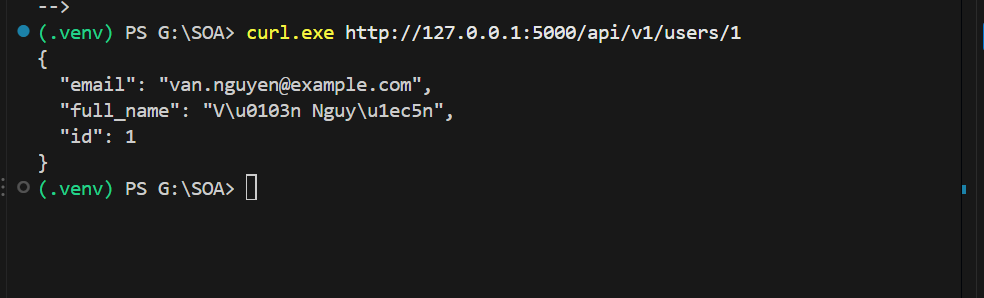 -->
(.venv) PS G:\SOA> curl.exe http://127.0.0.1:5000/api/v1/users/1
{
  "email": "van.nguyen@example.com",
  "full_name": "V\u0103n Nguy\u1ec5n",
  "id": 1
}
(.venv) PS G:\SOA>